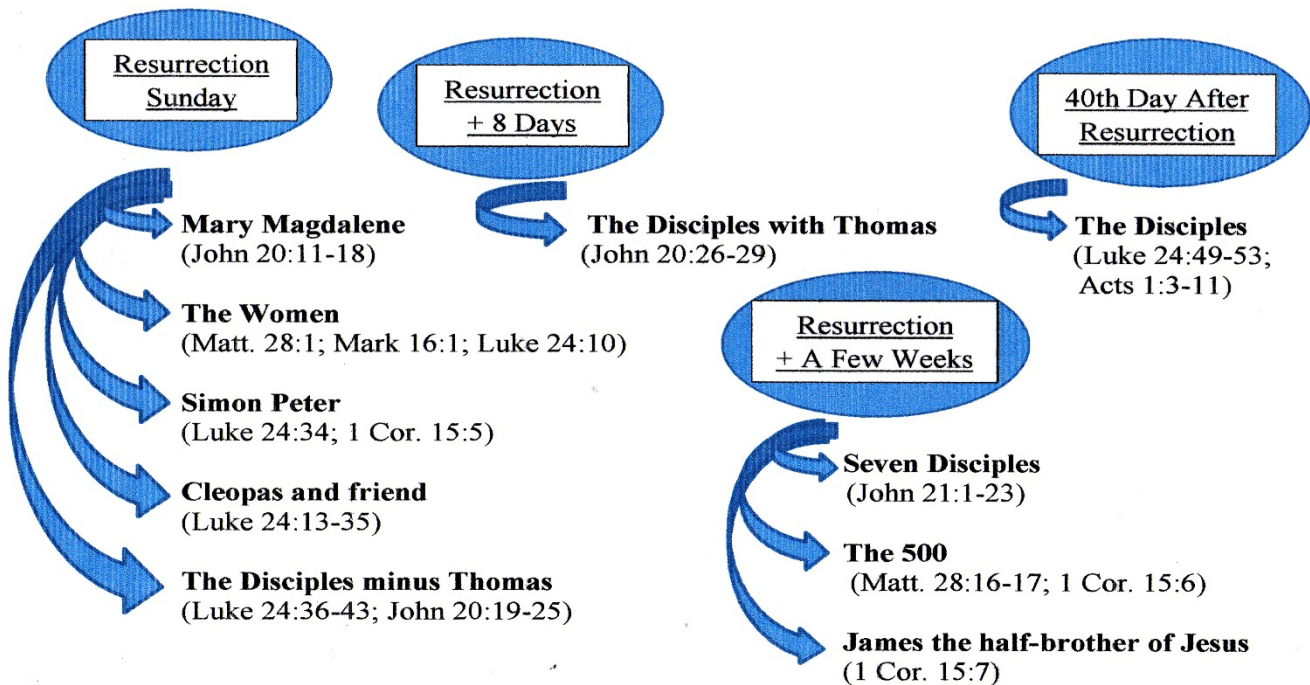 Resurrection
Sunday
Mary Magdalene
(John 20:11-18)
The Women
(Matt. 28:1; Mark 16:1; Luke 24:10)
Simon Peter
(Luke 24:34; 1 Cor. 15:5)
Cleopas and friend
(Luke 24:13-35)
The Disciples minus Thomas
(Luke 24:36-43; John 20:19-25)
Resurrection
+ 8 Days
The Disciples with Thomas
(John 20:26-29)
Resurrection
+ A Few Weeks
Seven Disciples
(John 21:1-23)
The 500
(Matt. 28:16-17; 1 Cor. 15:6)
James the half-brother of Jesus
(1 Cor. 15:7)
40th Day After
Resurrection
The Disciples
(Luke 24:49-53;
Acts 1:3-11)